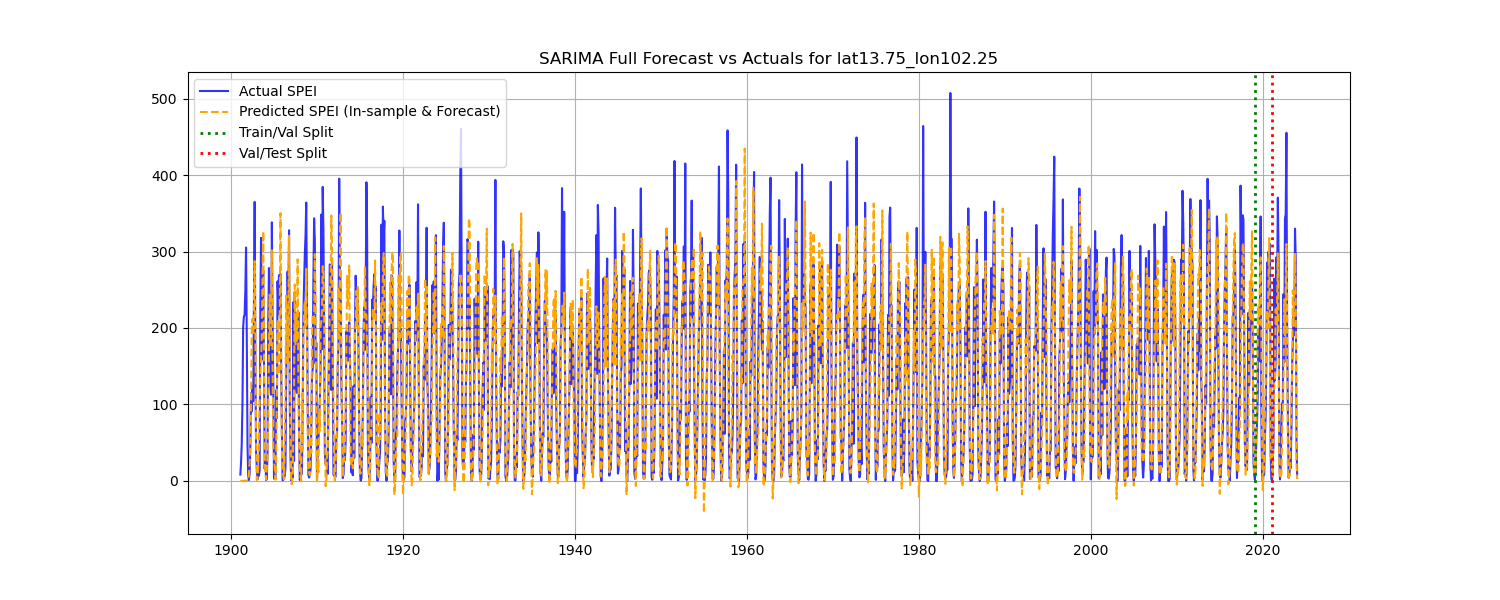 SARIMA Full Forecast vs Actuals for lat13.75_lon102.25
Actual SPEI
Predicted SPEI (In-sample & Forecast)
Train/Val Split
Val/Test Split
500
400
300
200
100
0
1900 1920 1940 1960 1980 2000 2020